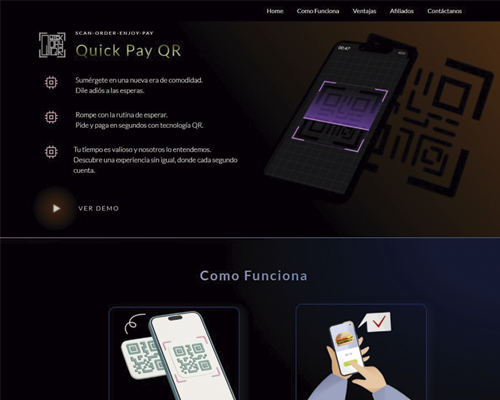 Home Como Funciona Ventajas Afiliados Contáctanos
SCAN-ORDER-ENJOY-PAY
Quick Pay QR
Sumérgete en una nueva era de comodidad.
Dile adiós a las esperas.
Rompe con la rutina de esperar.
Pide y paga en segundos con tecnología QR.
Tu tiempo es valioso y nosotros lo entendemos.
Descubre una experiencia sin igual, donde cada segundo
cuenta.
VER DEMO
00:47
Como Funciona